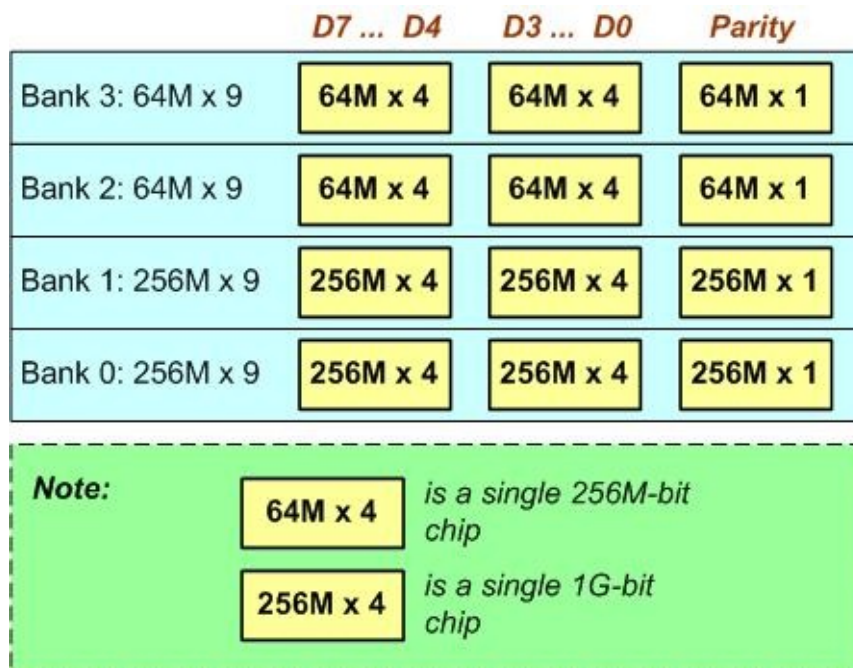 D7 ... D4 D3 ... D0 Parity
Bank 3: 64M x 9 64M x 4 64M x 4 64M x 1
Bank 2: 64M x 9 64M x 4 64M x 4 64M x 1
Bank 1: 256M x 9 256M x 4 256M x 4 256M x 1
Bank 0: 256M x 9 256M x 4 256M x 4 256M x 1
Note:
64M x 4 is a single 256M-bit
chip
256M x 4 is a single 1G-bit
chip